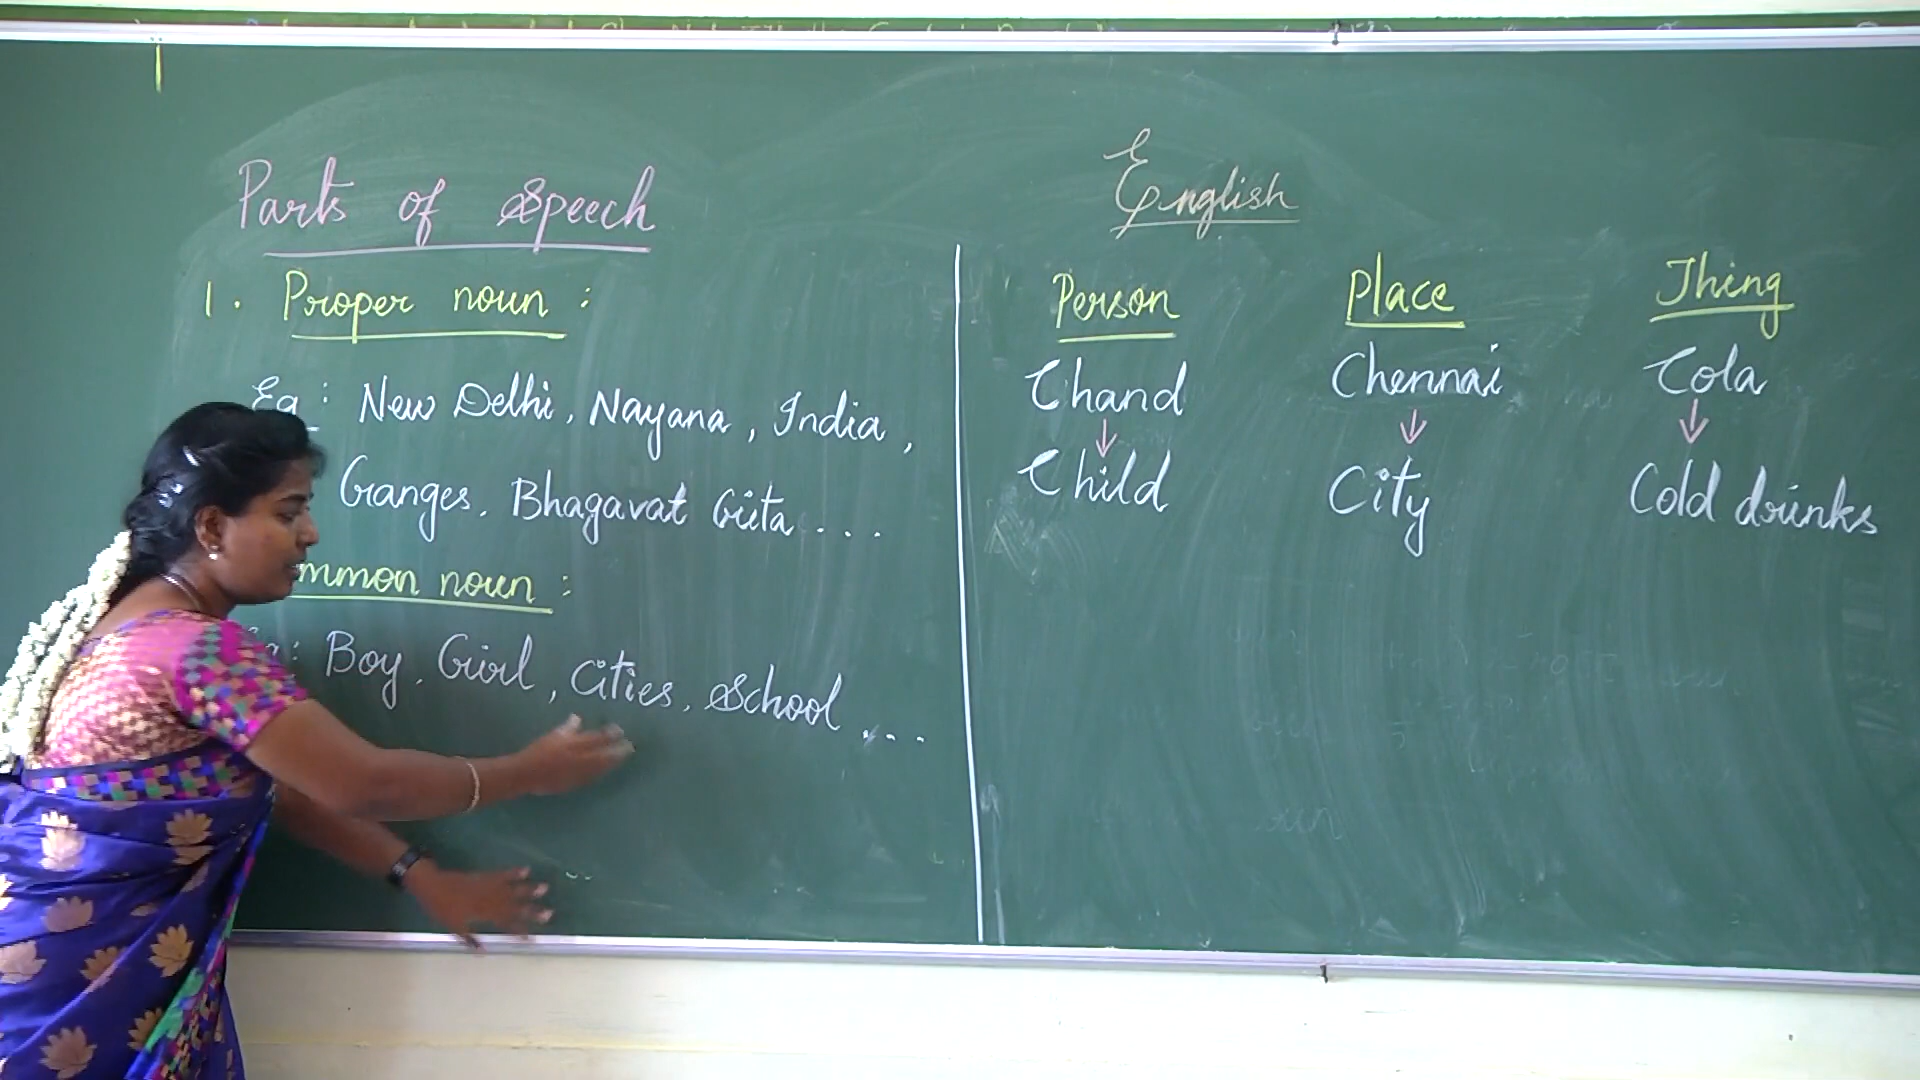 English
Parts of Speech
1. Proper noun :
Eg : New Delhi, Nayana, India,
Ganges, Bhagavat Gita ...
mmon noun :
Boy, Girl, Cities, School ...
Person Place Thing
Chand Chennai Cola
↓ ↓ ↓
Child City Cold drinks